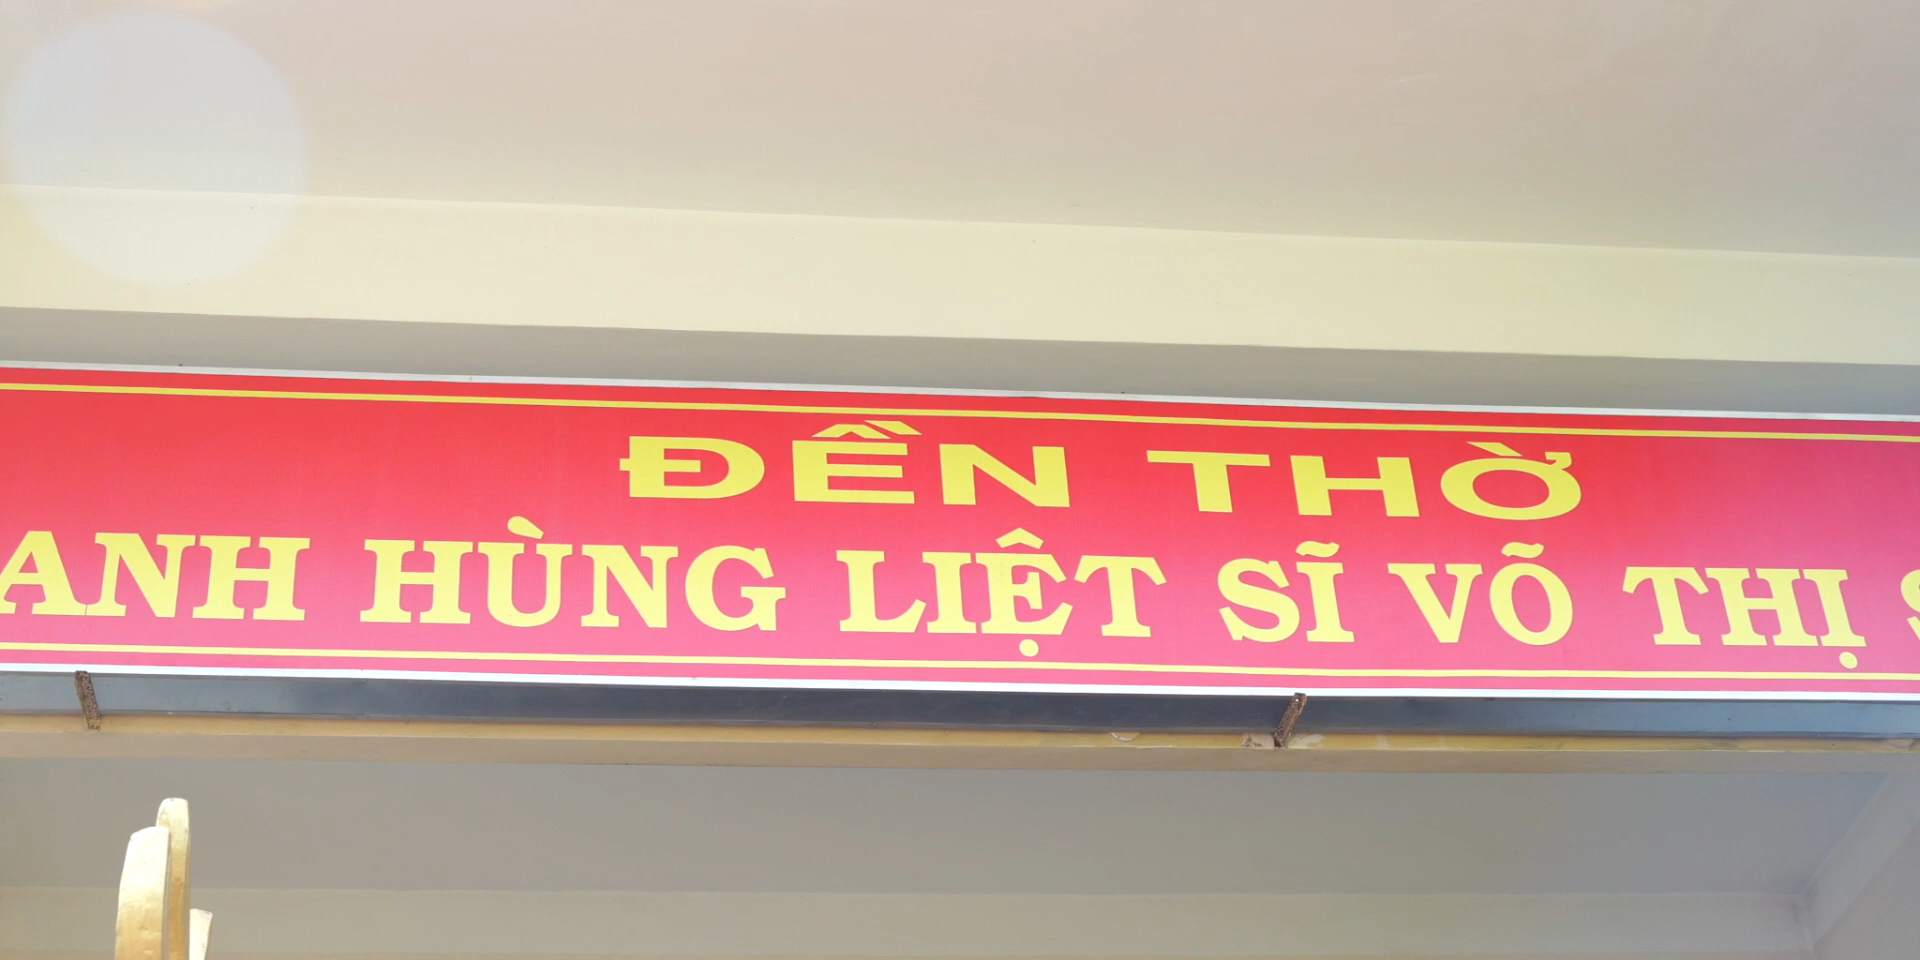 ĐỀN THỜ
ANH HÙNG LIỆT SĨ VÕ THỊ